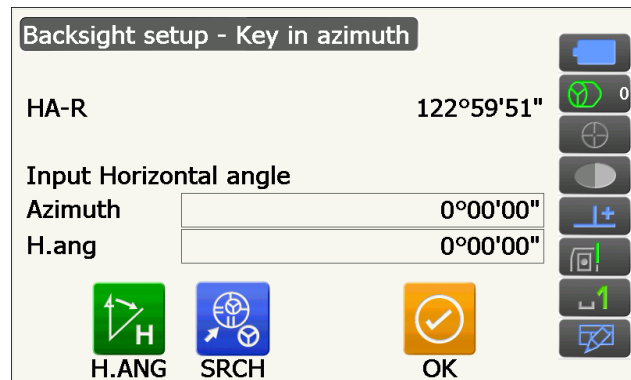 Backsight setup - Key in azimuth
HA-R 122°59'51"
0
Input Horizontal angle
Azimuth 0°00'00"
H.ang 0°00'00"
1
H
H.ANG SRCH OK